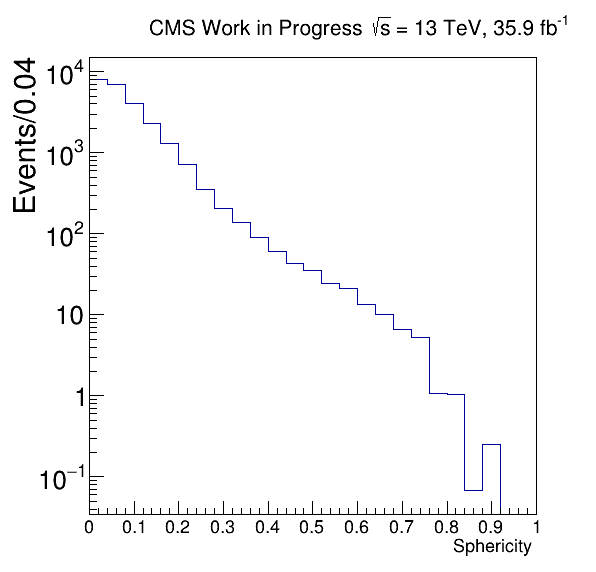 CMS Work in Progress √s = 13 TeV, 35.9 fb⁻¹
Events/0.04
10⁴
10³
10²
10
1
10⁻¹
0 0.1 0.2 0.3 0.4 0.5 0.6 0.7 0.8 0.9 1
Sphericity